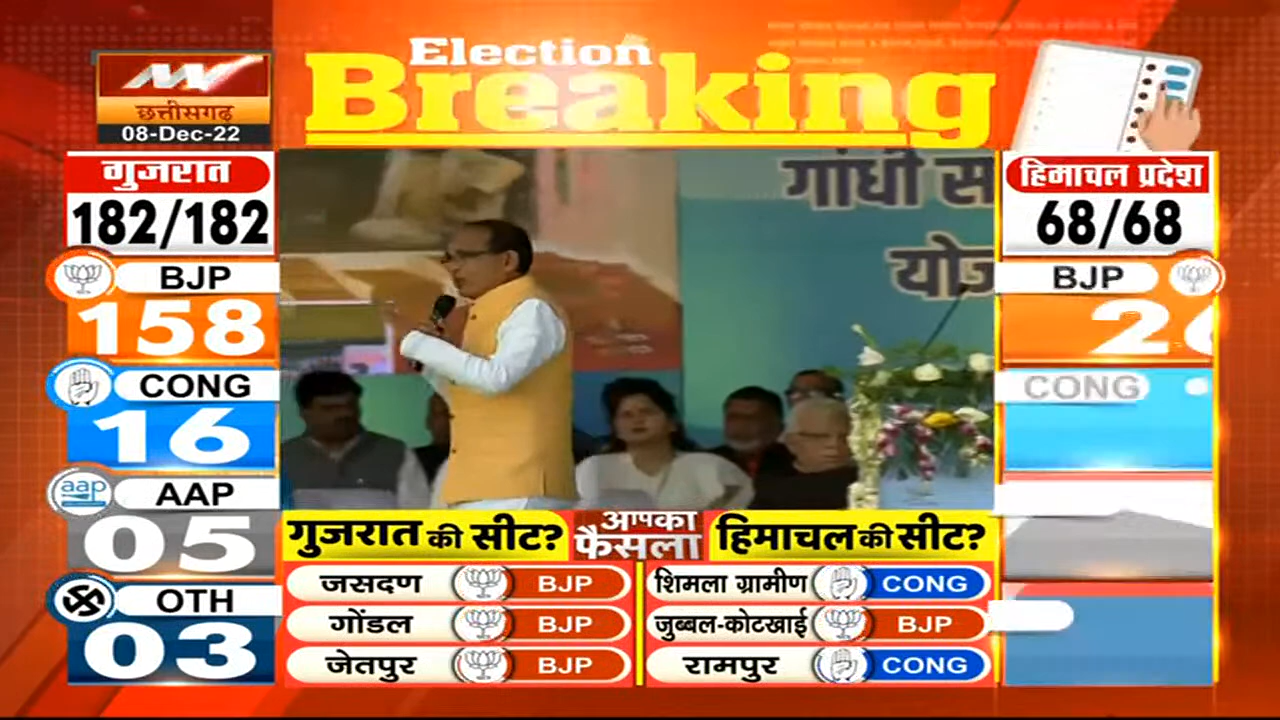 Election
Breaking
छत्तीसगढ़
08-Dec-22
गुजरात
182/182
BJP
158
CONG
16
aap
AAP
05
OTH
03
गांधी स
योज
हिमाचल प्रदेश
68/68
BJP
CONG
गुजरात की सीट?
आपका
फैसला
हिमाचल की सीट?
जसदण BJP
गोंडल BJP
जेतपुर BJP
शिमला ग्रामीण CONG
जुब्बल-कोटखाई BJP
रामपुर CONG